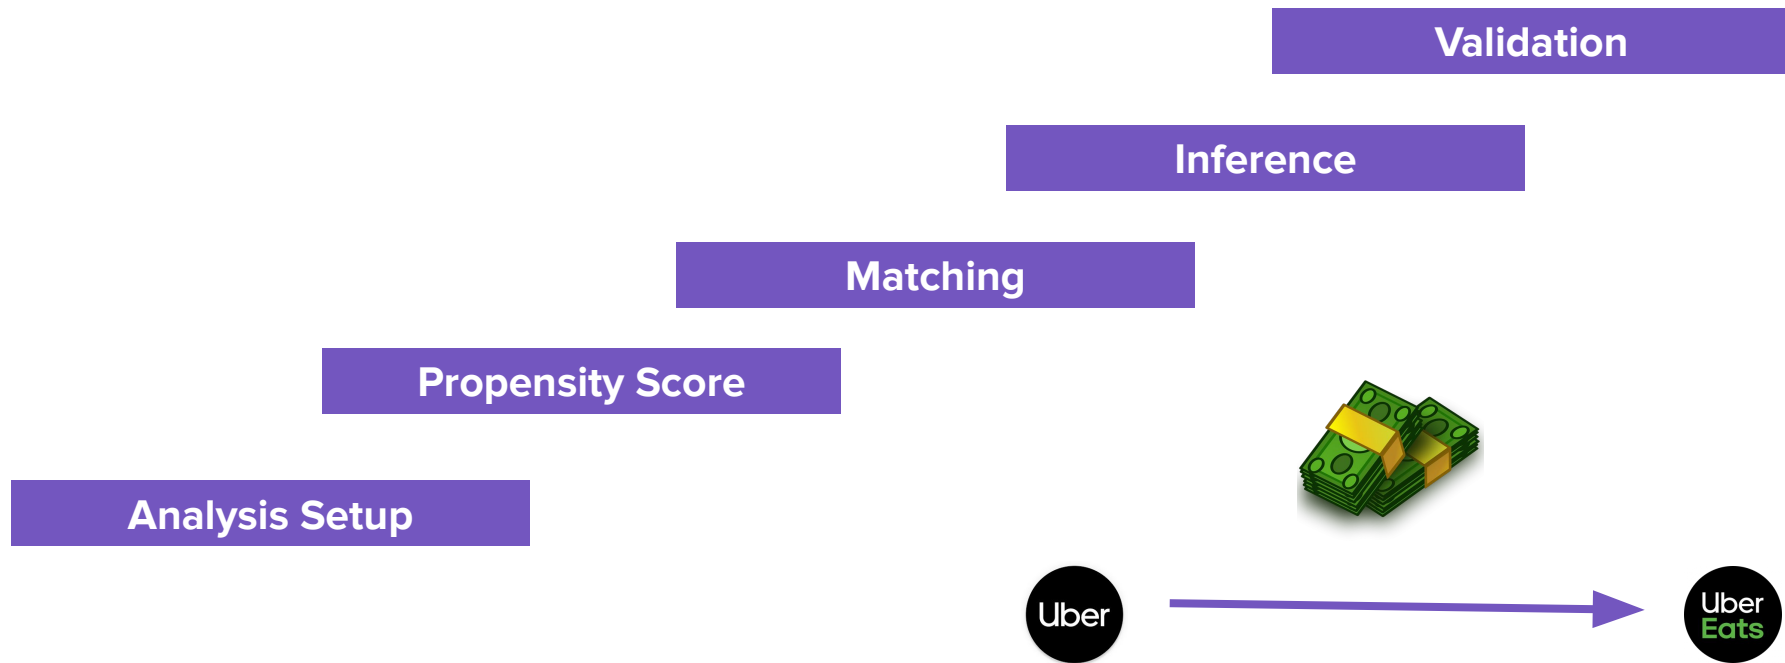 Validation
Inference
Matching
Propensity Score
Analysis Setup
Uber
Uber
Eats